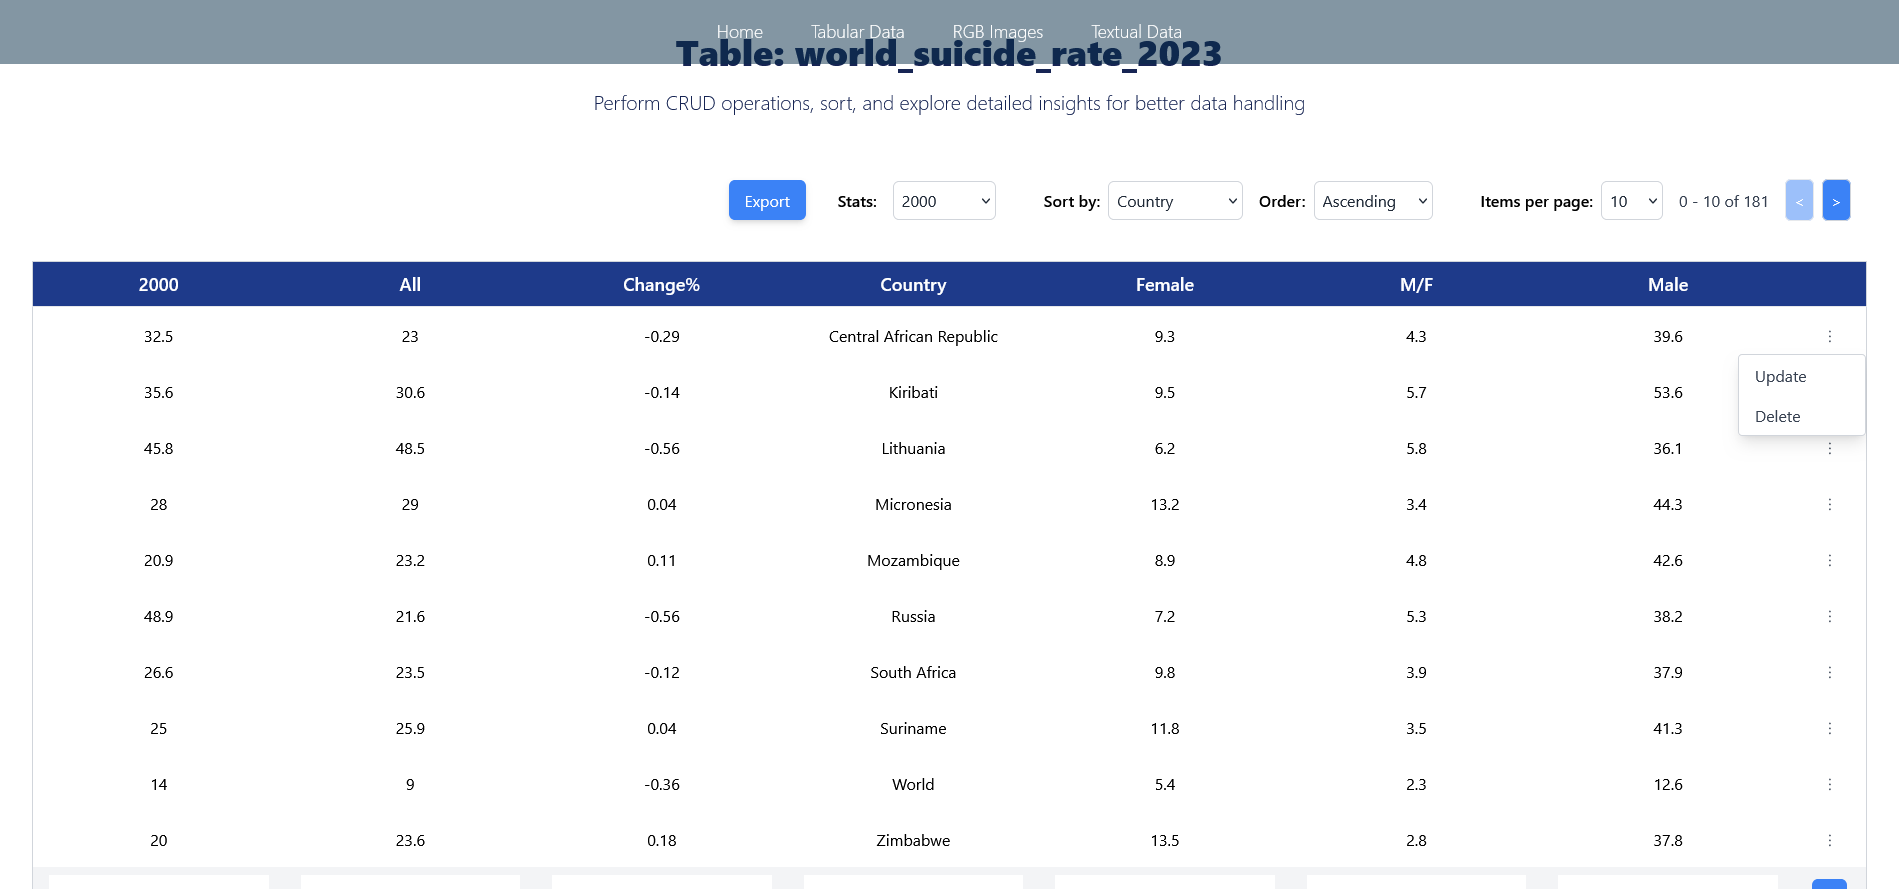 Home Tabular Data RGB Images Textual Data
Table: world_suicide_rate_2023
Perform CRUD operations, sort, and explore detailed insights for better data handling
Export Stats: 2000 Sort by: Country Order: Ascending Items per page: 10 0 - 10 of 181 < >
2000 All Change% Country Female M/F Male
32.5 23 -0.29 Central African Republic 9.3 4.3 39.6 ⋮
Update
35.6 30.6 -0.14 Kiribati 9.5 5.7 53.6
Delete
45.8 48.5 -0.56 Lithuania 6.2 5.8 36.1 ⋮
28 29 0.04 Micronesia 13.2 3.4 44.3 ⋮
20.9 23.2 0.11 Mozambique 8.9 4.8 42.6 ⋮
48.9 21.6 -0.56 Russia 7.2 5.3 38.2 ⋮
26.6 23.5 -0.12 South Africa 9.8 3.9 37.9 ⋮
25 25.9 0.04 Suriname 11.8 3.5 41.3 ⋮
14 9 -0.36 World 5.4 2.3 12.6 ⋮
20 23.6 0.18 Zimbabwe 13.5 2.8 37.8 ⋮